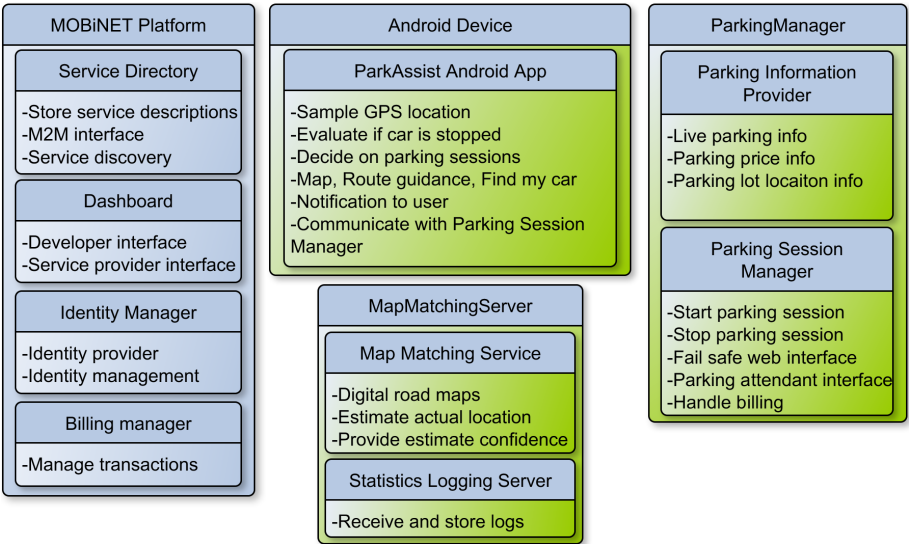 MOBiNET Platform
Service Directory
-Store service descriptions
-M2M interface
-Service discovery
Dashboard
-Developer interface
-Service provider interface
Identity Manager
-Identity provider
-Identity management
Billing manager
-Manage transactions
Android Device
ParkAssist Android App
-Sample GPS location
-Evaluate if car is stopped
-Decide on parking sessions
-Map, Route guidance, Find my car
-Notification to user
-Communicate with Parking Session
Manager
MapMatchingServer
Map Matching Service
-Digital road maps
-Estimate actual location
-Provide estimate confidence
Statistics Logging Server
-Receive and store logs
ParkingManager
Parking Information
Provider
-Live parking info
-Parking price info
-Parking lot locaiton info
Parking Session
Manager
-Start parking session
-Stop parking session
-Fail safe web interface
-Parking attendant interface
-Handle billing